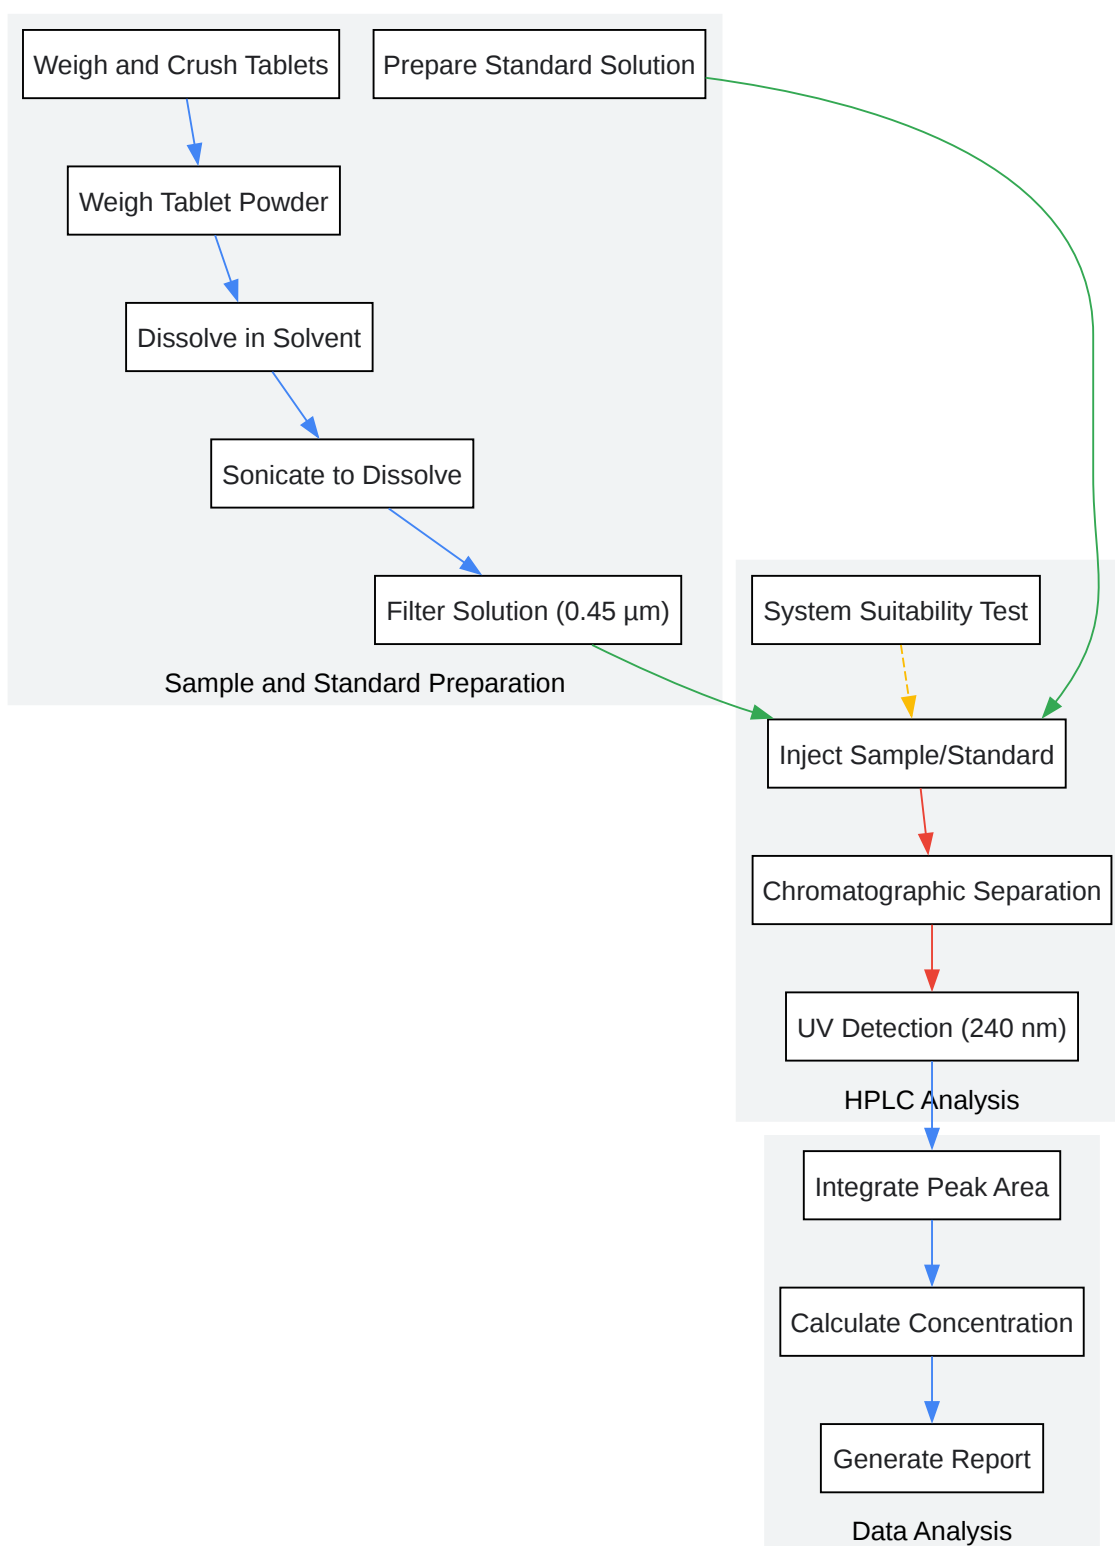 Weigh and Crush Tablets
Prepare Standard Solution
Weigh Tablet Powder
Dissolve in Solvent
Sonicate to Dissolve
Filter Solution (0.45 µm)
Sample and Standard Preparation
System Suitability Test
Inject Sample/Standard
Chromatographic Separation
UV Detection (240 nm)
HPLC Analysis
Integrate Peak Area
Calculate Concentration
Generate Report
Data Analysis